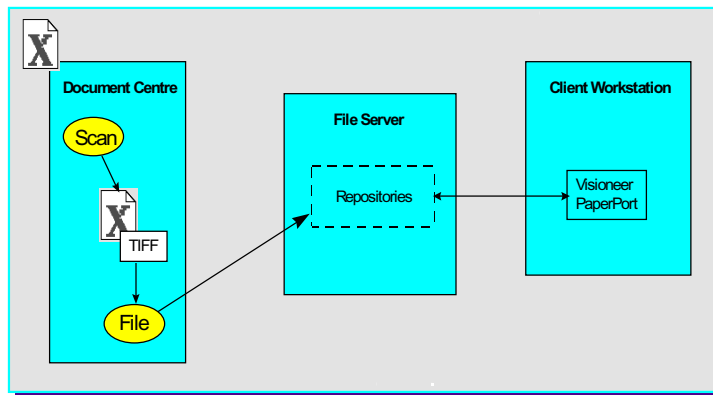 X
Document Centre
Scan
X
TIFF
File
File Server
Repositories
Client Workstation
Visioneer
PaperPort